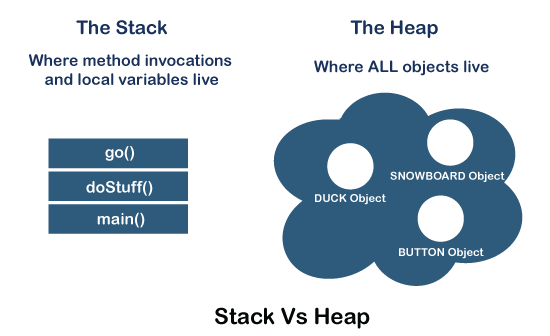 The Stack
Where method invocations
and local variables live
go()
doStuff()
main()
The Heap
Where ALL objects live
SNOWBOARD Object
DUCK Object
BUTTON Object
Stack Vs Heap